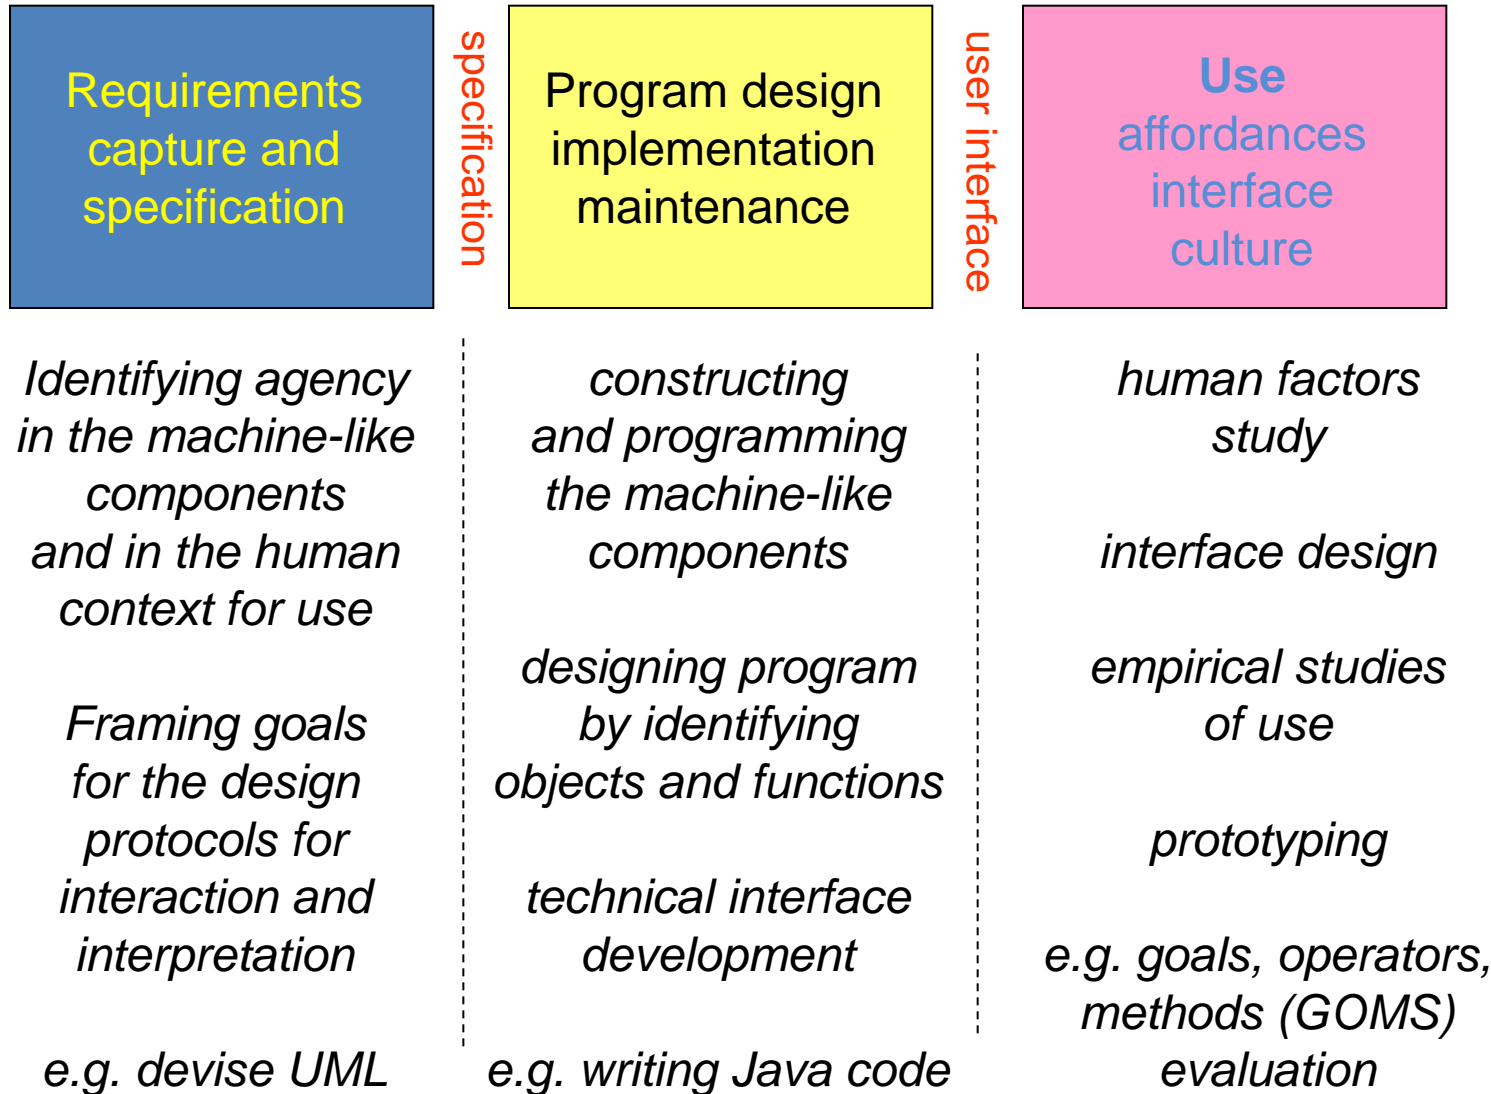 Requirements
capture and
specification
specification
Program design
implementation
maintenance
user interface
Use
affordances
interface
culture
Identifying agency
in the machine-like
components
and in the human
context for use
Framing goals
for the design
protocols for
interaction and
interpretation
e.g. devise UML
constructing
and programming
the machine-like
components
designing program
by identifying
objects and functions
technical interface
development
e.g. writing Java code
human factors
study
interface design
empirical studies
of use
prototyping
e.g. goals, operators,
methods (GOMS)
evaluation